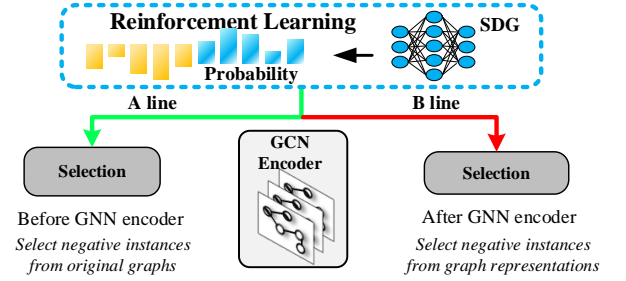 Reinforcement Learning
SDG
Probability
A line
B line
GCN
Encoder
Selection
Selection
Before GNN encoder
Select negative instances
from original graphs
After GNN encoder
Select negative instances
from graph representations